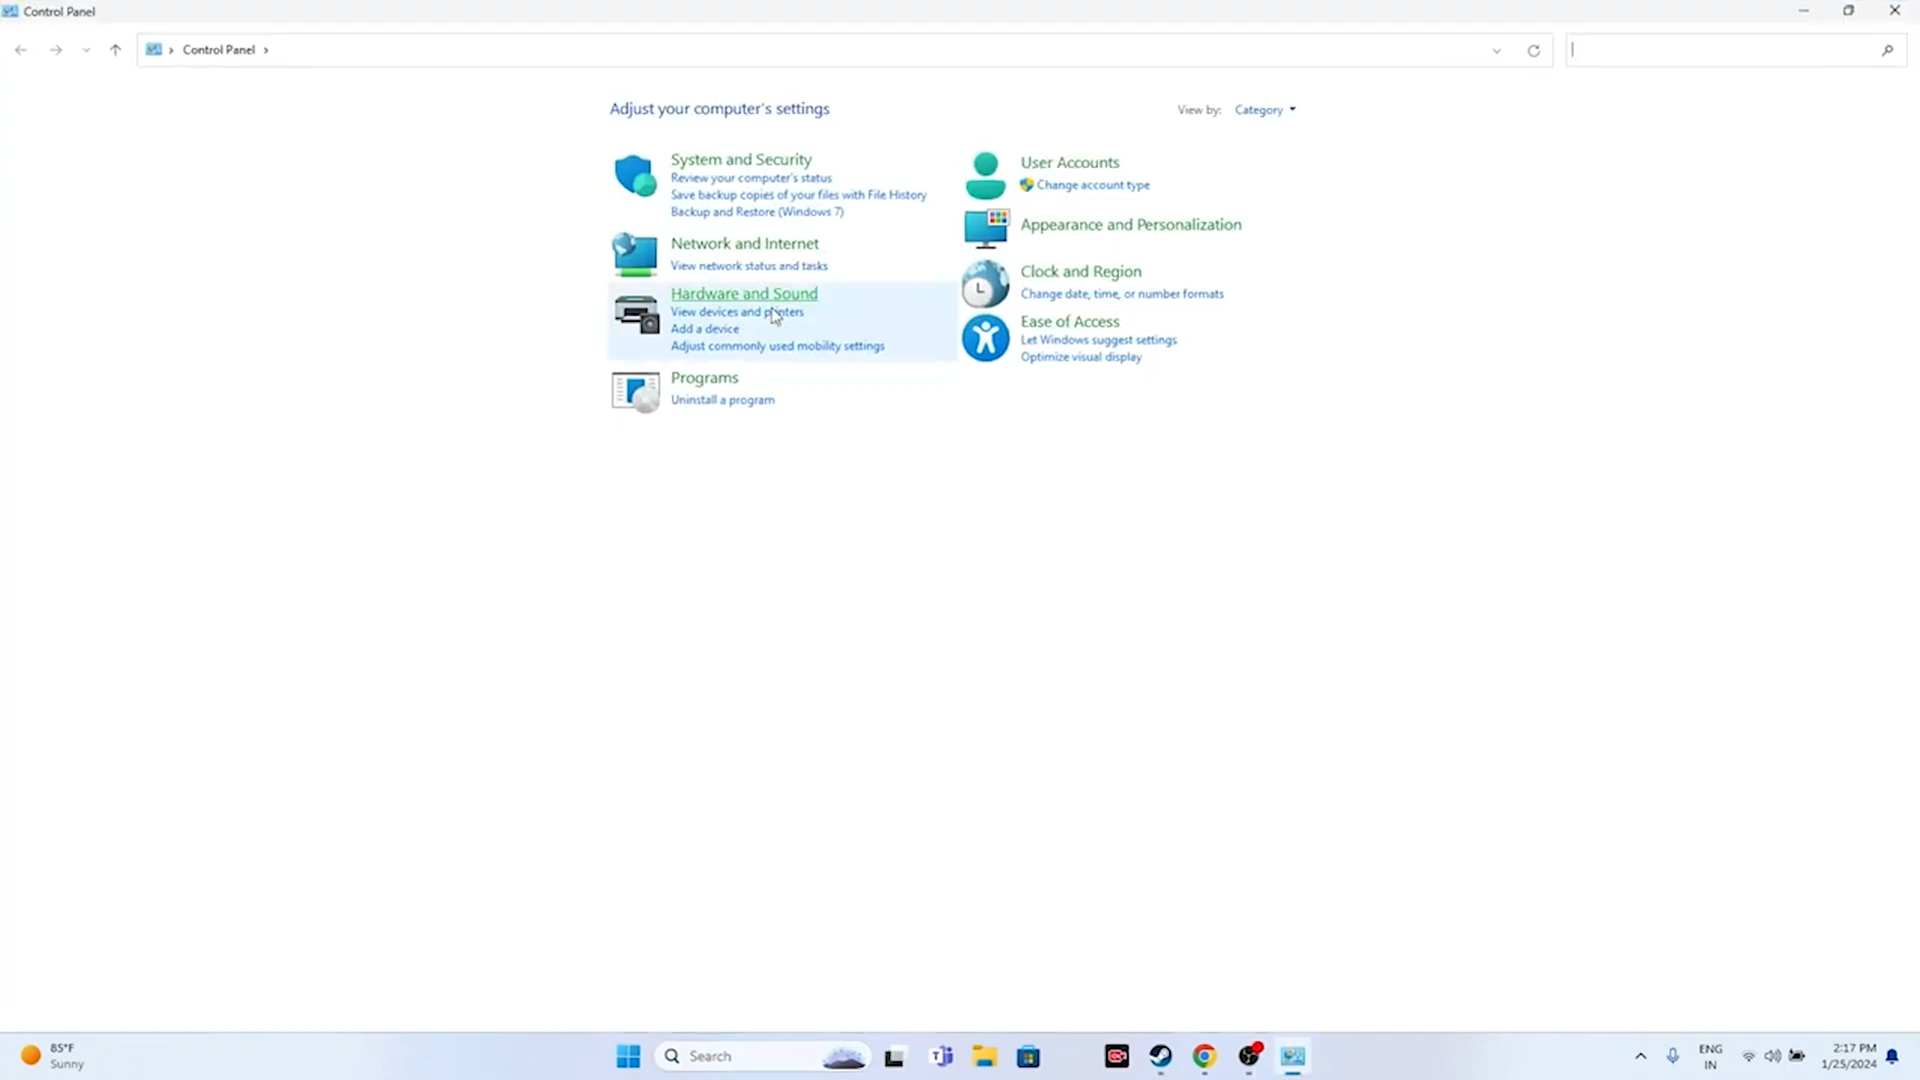 Control Panel
Control Panel
Adjust your computer's settings
View by: Category
System and Security
Review your computer's status
Save backup copies of your files with File History
Backup and Restore (Windows 7)
Network and Internet
View network status and tasks
Hardware and Sound
View devices and printers
Add a device
Adjust commonly used mobility settings
Programs
Uninstall a program
User Accounts
Change account type
Appearance and Personalization
Clock and Region
Change date, time, or number formats
Ease of Access
Let Windows suggest settings
Optimize visual display
85°F
Sunny
Search
ENG
IN
2:17 PM
1/25/2024